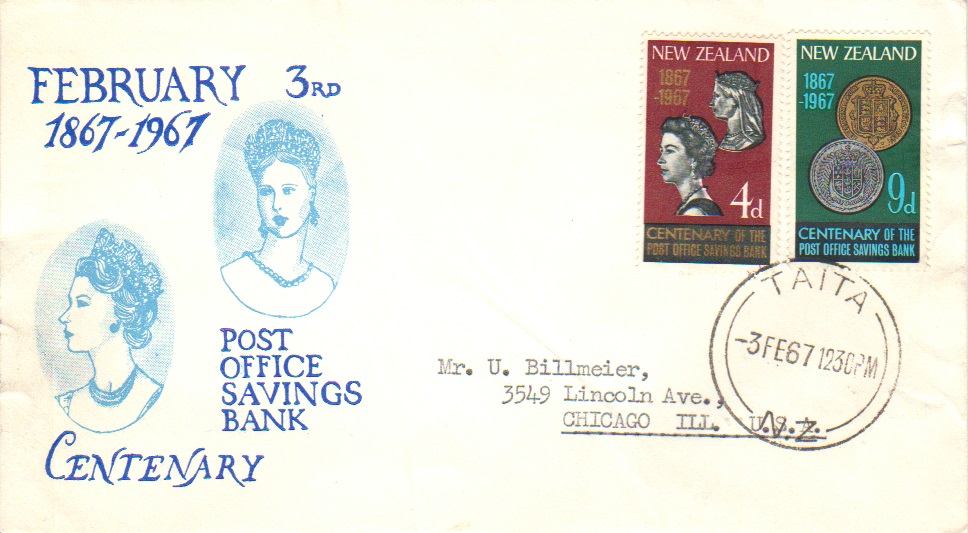 FEBRUARY 3RD
1867-1967
POST
OFFICE
SAVINGS
BANK
CENTENARY
NEW ZEALAND
1867
-1967
4d
CENTENARY OF THE
POST OFFICE SAVINGS BANK
NEW ZEALAND
1867
-1967
9d
CENTENARY OF THE
POST OFFICE SAVINGS BANK
TAITA
-3FE67 1230PM
N.Z.
Mr. U. Billmeier,
3549 Lincoln Ave.,
CHICAGO ILL. U.S.A.